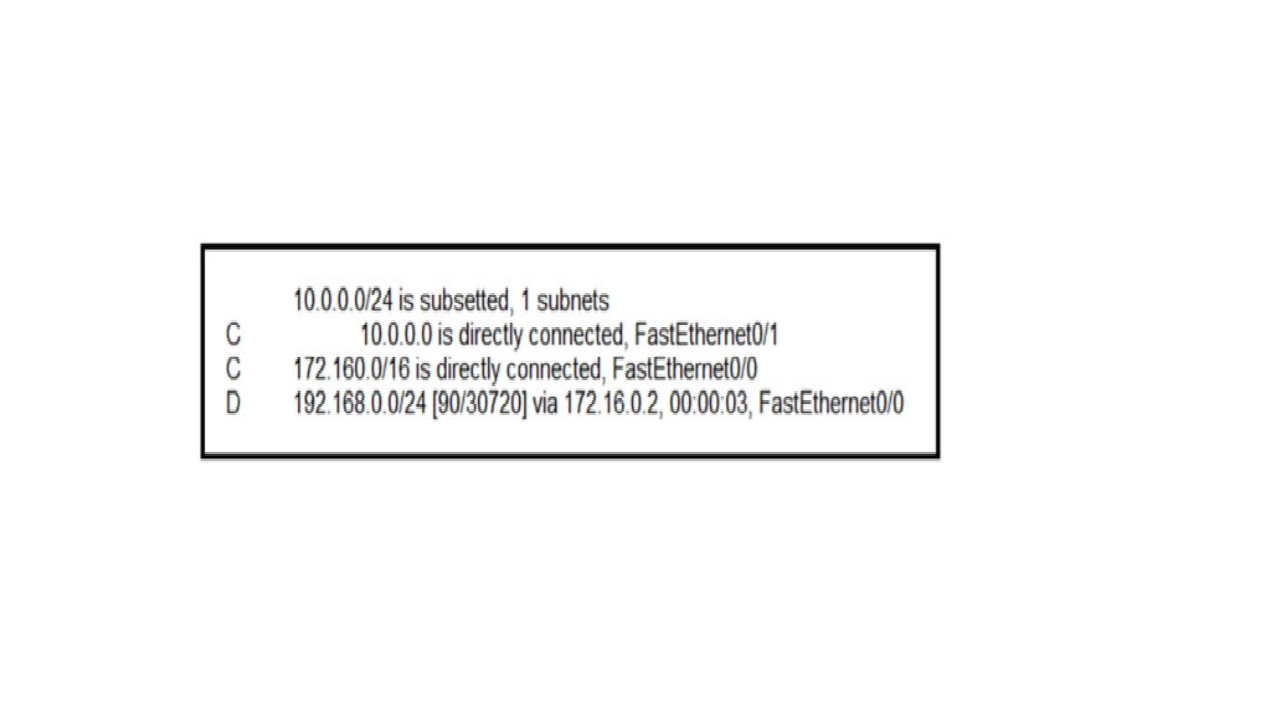 10.0.0.0/24 is subsetted, 1 subnets
C 10.0.0.0 is directly connected, FastEthernet0/1
C 172.160.0/16 is directly connected, FastEthernet0/0
D 192.168.0.0/24 [90/30720] via 172.16.0.2, 00:00:03, FastEthernet0/0